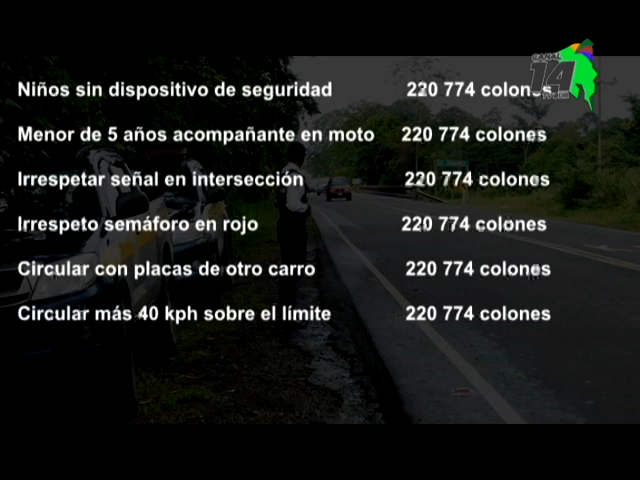 CANAL
14
Niños sin dispositivo de seguridad 220 774 colones
Menor de 5 años acompañante en moto 220 774 colones
Irrespetar señal en intersección 220 774 colones
Irrespeto semáforo en rojo 220 774 colones
Circular con placas de otro carro 220 774 colones
Circular más 40 kph sobre el límite 220 774 colones